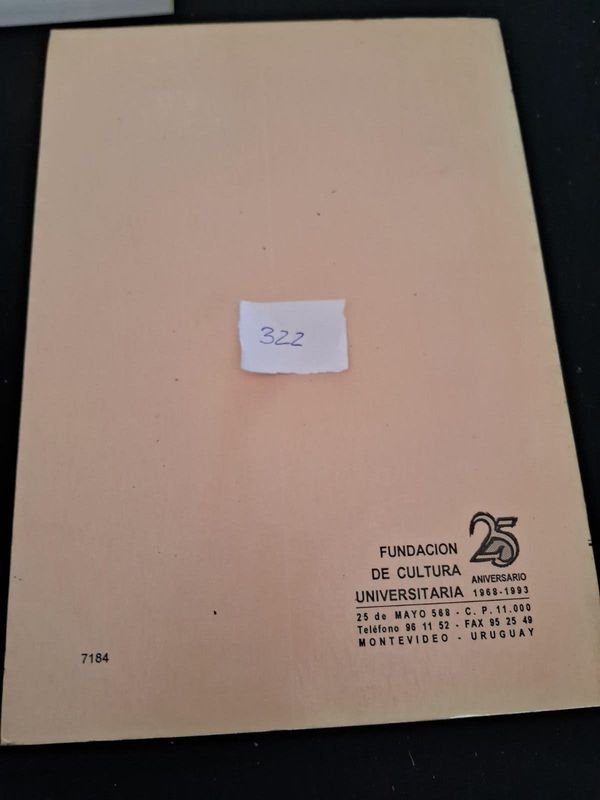 322
25
FUNDACION
DE CULTURA
ANIVERSARIO
UNIVERSITARIA 1968-1993
25 de MAYO 568 - C. P. 11.000
Teléfono 96 11 52 - FAX 95 25 49
MONTEVIDEO - URUGUAY
7184